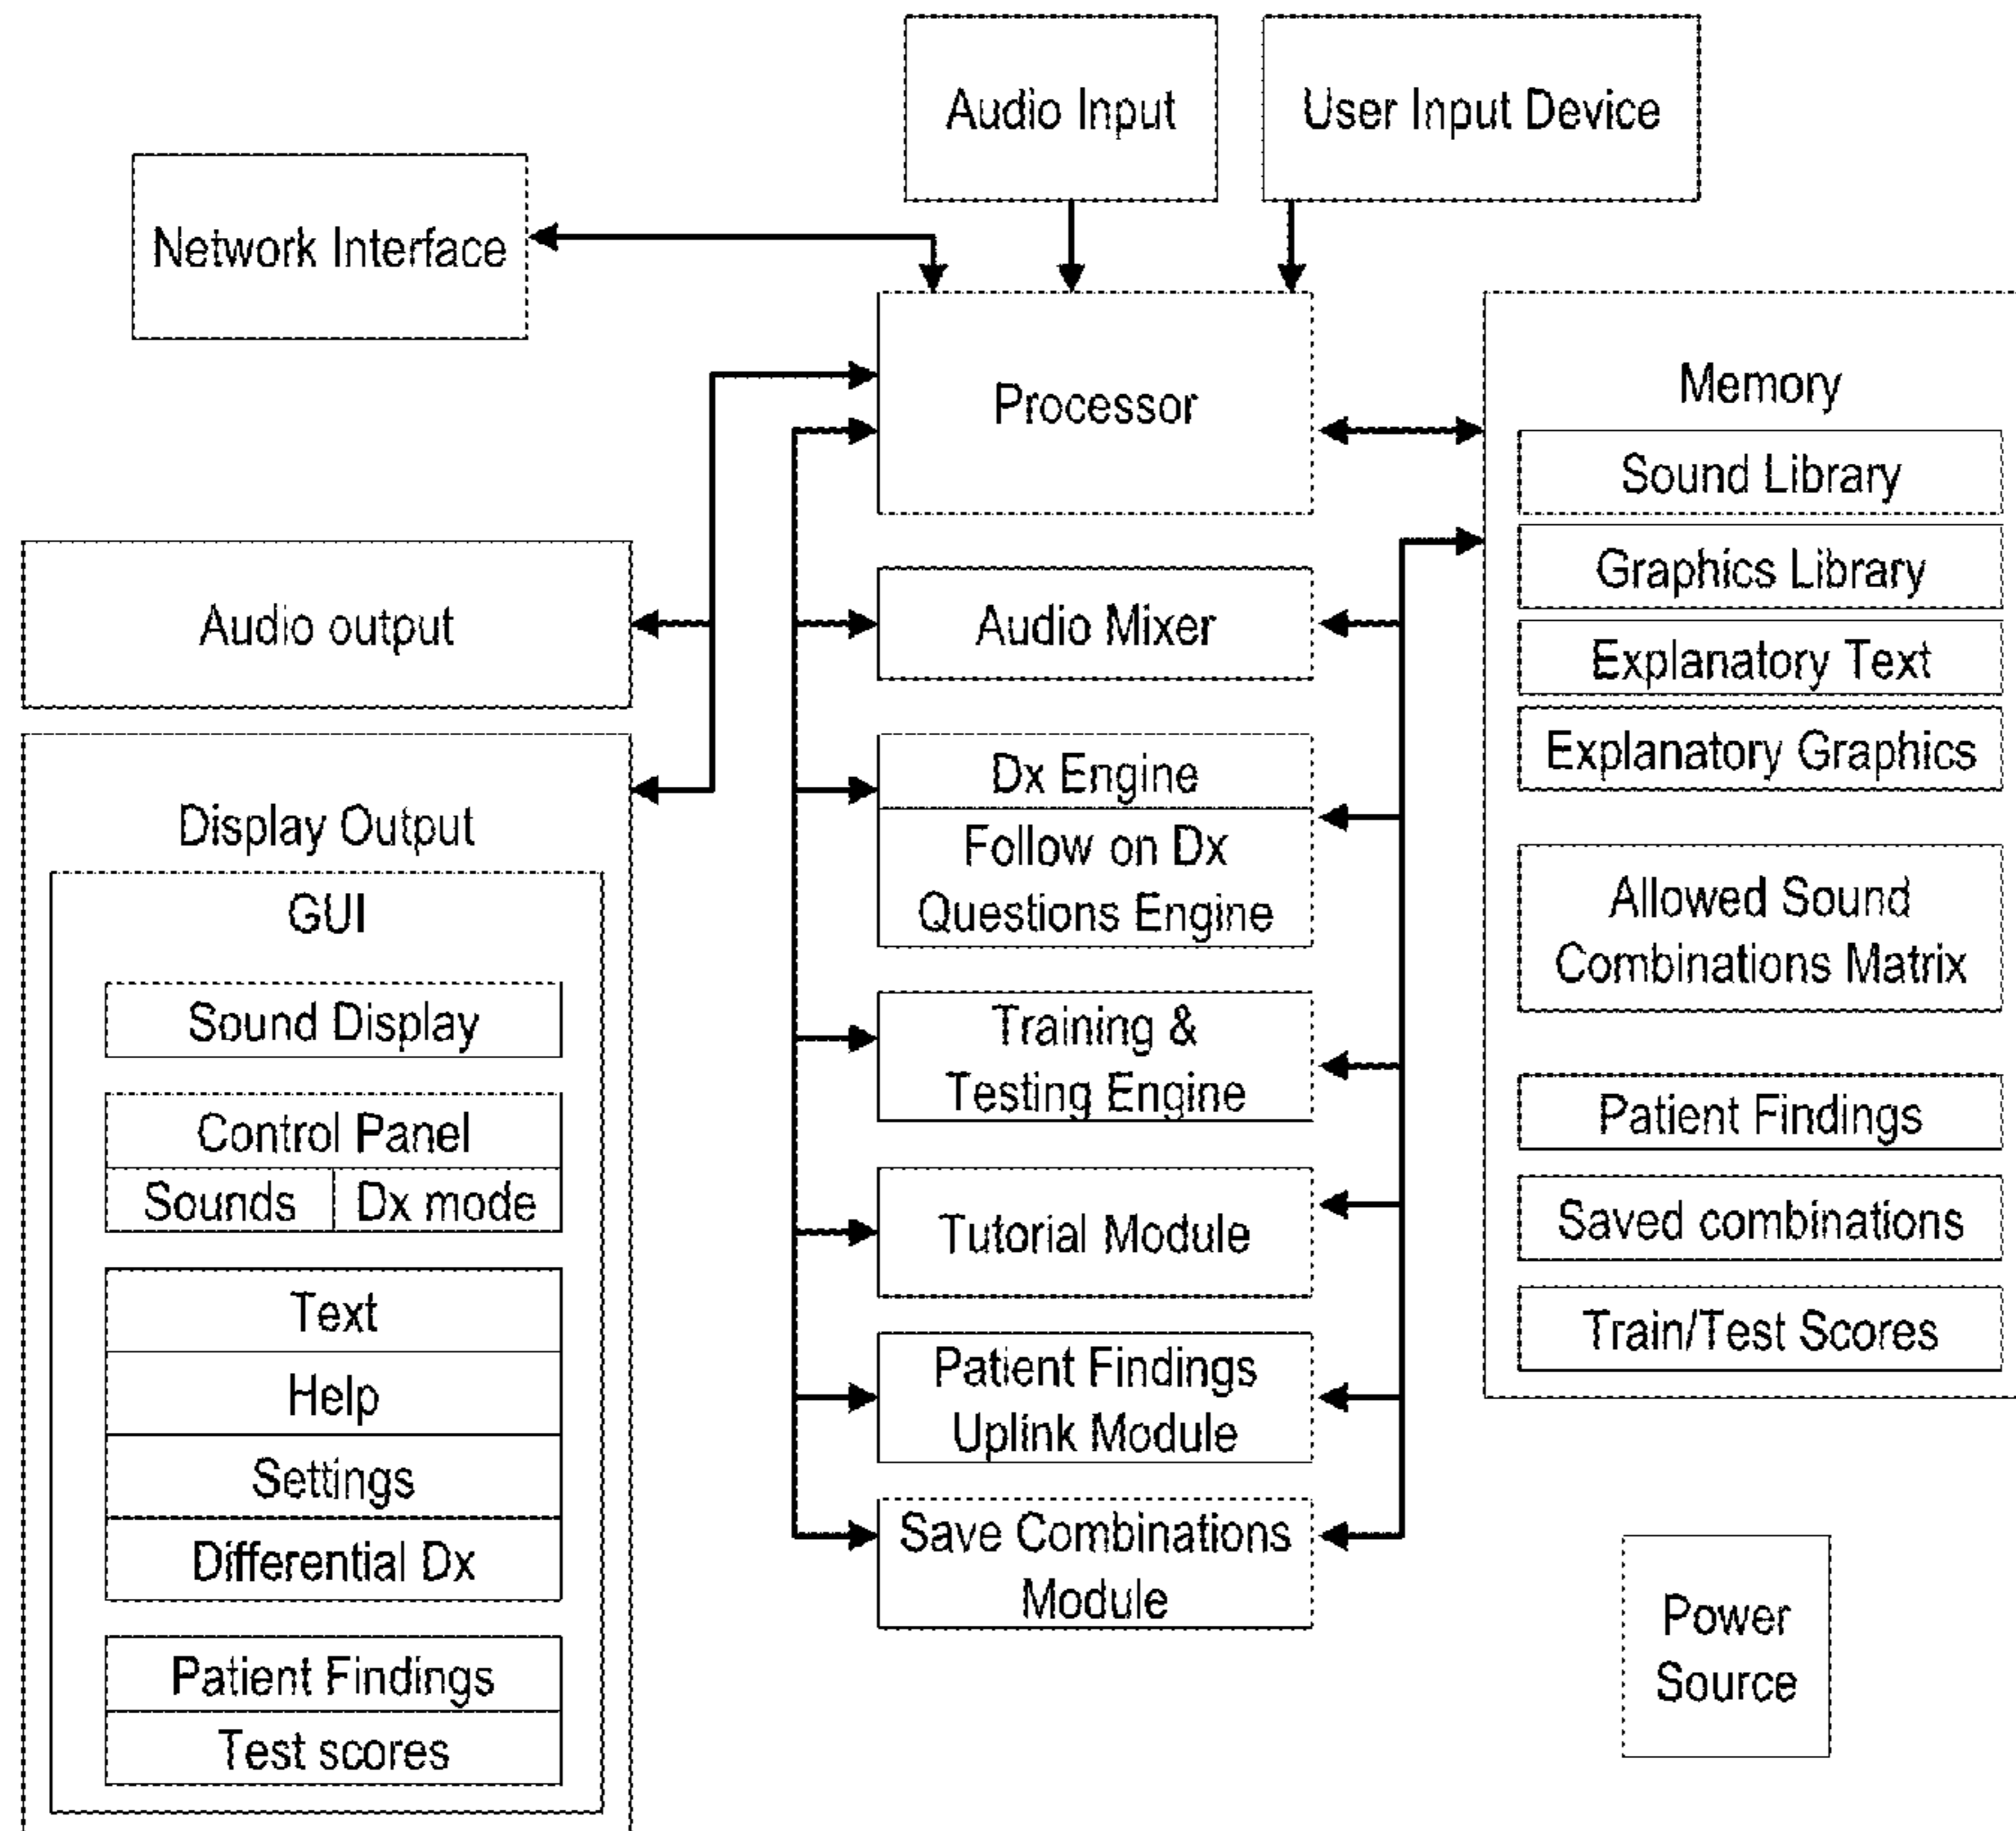 Audio Input
User Input Device
Network Interface
Processor
Memory
Sound Library
Graphics Library
Explanatory Text
Explanatory Graphics
Allowed Sound
Combinations Matrix
Patient Findings
Saved combinations
Train/Test Scores
Audio output
Audio Mixer
Dx Engine
Follow on Dx
Questions Engine
Training &
Testing Engine
Tutorial Module
Patient Findings
Uplink Module
Save Combinations
Module
Display Output
GUI
Sound Display
Control Panel
Sounds
Dx mode
Text
Help
Settings
Differential Dx
Patient Findings
Test scores
Power
Source